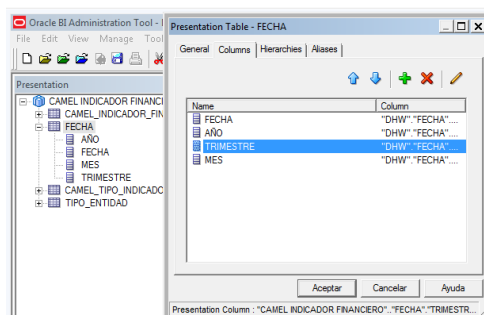 Oracle BI Administration Tool -
File Edit View Manage Tool
Presentation
CAMEL INDICADOR FINANCI
CAMEL_INDICADOR_FIN
FECHA
AÑO
FECHA
MES
TRIMESTRE
CAMEL_TIPO_INDICADO
TIPO_ENTIDAD
Presentation Table - FECHA
General Columns Hierarchies Aliases
Name Column
FECHA "DHW"."FECHA"....
AÑO "DHW"."FECHA"....
TRIMESTRE "DHW"."FECHA"....
MES "DHW"."FECHA"....
Aceptar Cancelar Ayuda
Presentation Column : "CAMEL INDICADOR FINANCIERO".."FECHA"."TRIMESTR...